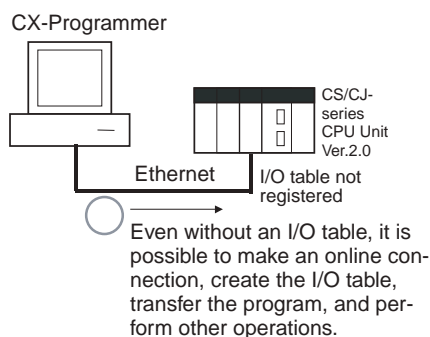 CX-Programmer
CS/CJ-
series
CPU Unit
Ver.2.0
Ethernet
I/O table not
registered
Even without an I/O table, it is
possible to make an online con-
nection, create the I/O table,
transfer the program, and per-
form other operations.